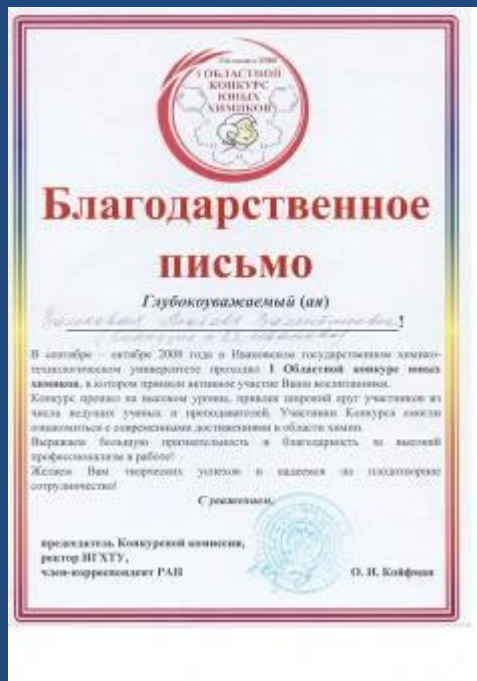 I ОБЛАСТНОЙ
КОНКУРС
ЮНЫХ
ХИМИКОВ
Благодарственное
письмо
Глубокоуважаемый (ая)
!
В сентябре – октябре 2008 года в Ивановском государственном химико-
технологическом университете проходил I Областной конкурс юных
химиков, в котором приняли активное участие Ваши воспитанники.
Конкурс прошел на высоком уровне, привлек широкий круг участников из
числа ведущих ученых и преподавателей. Участники Конкурса смогли
ознакомиться с современными достижениями в области химии.
Выражаем большую признательность и благодарность за высокий
профессионализм в работе!
Желаем Вам творческих успехов и надеемся на плодотворное
сотрудничество!
С уважением,
председатель Конкурсной комиссии,
ректор ИГХТУ,
член-корреспондент РАН О. И. Койфман